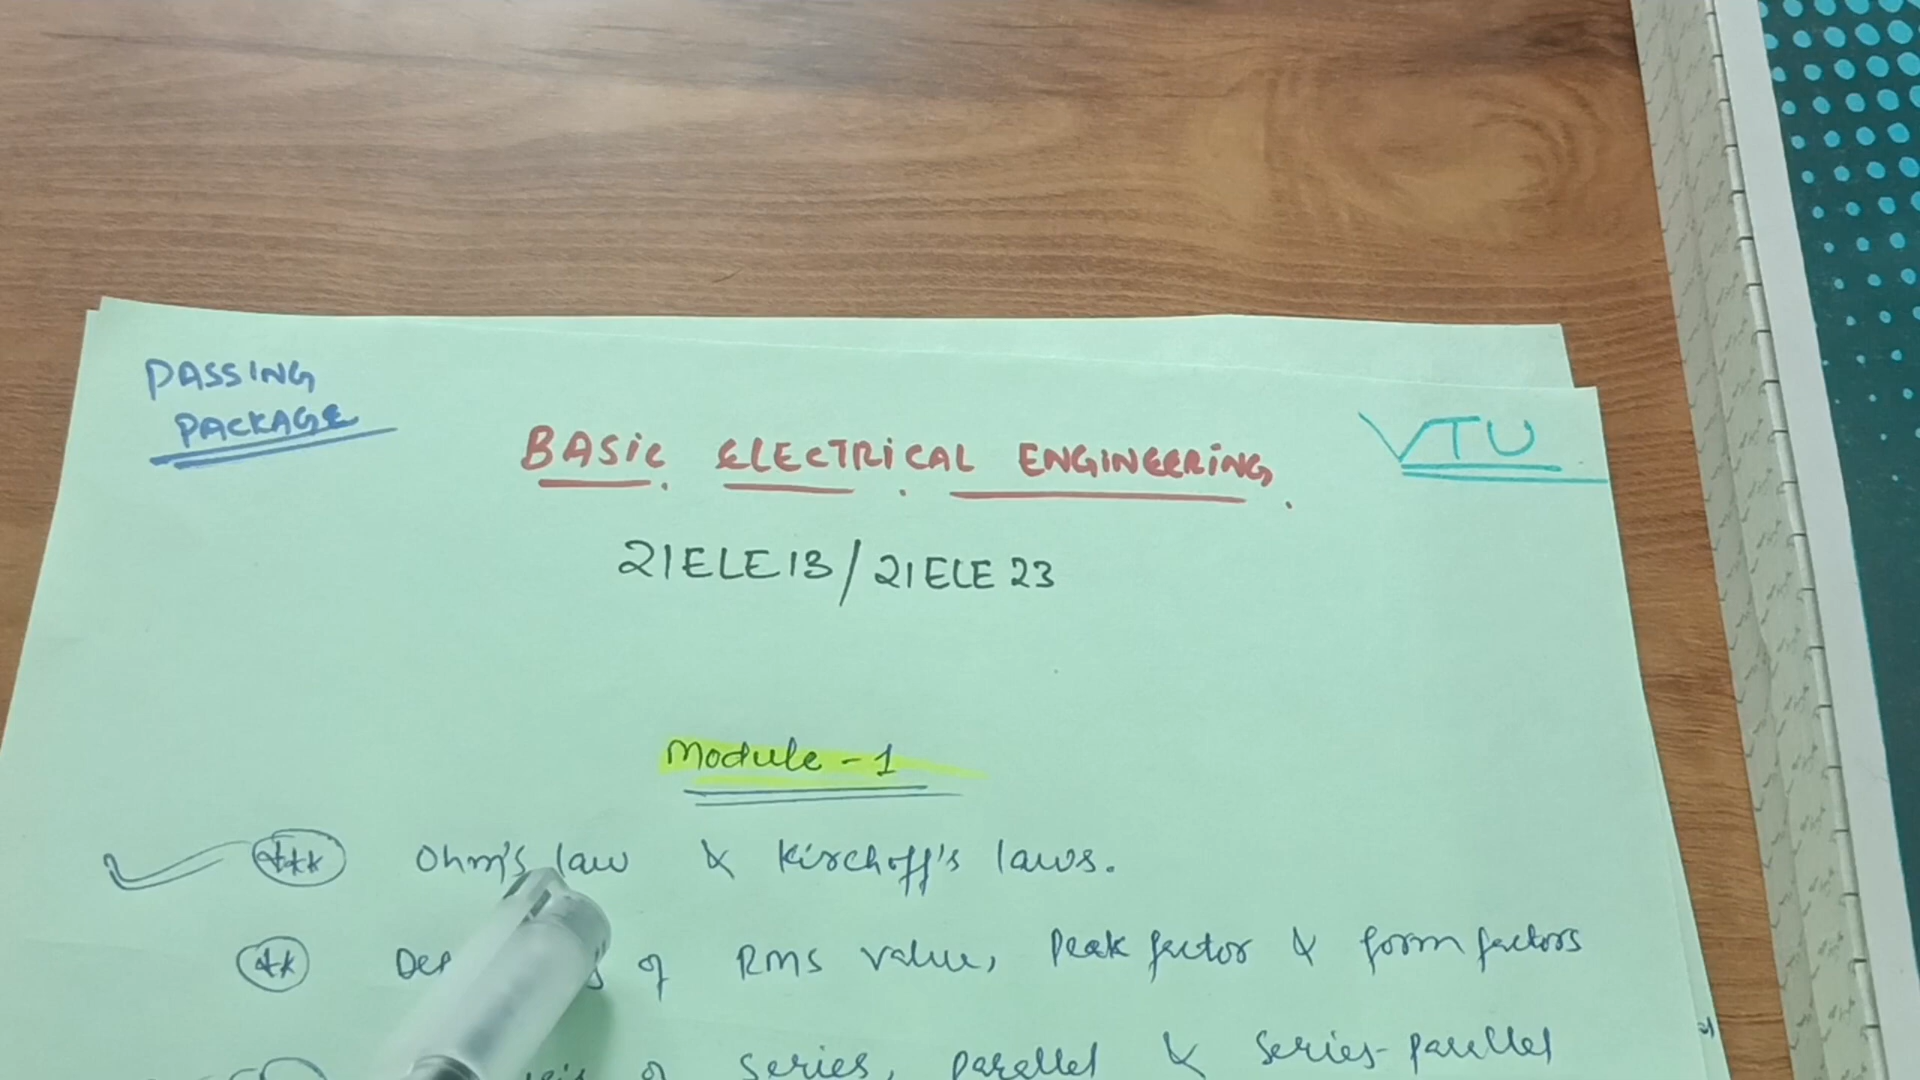 PASSING
PACKAGE
VTU
BASIC ELECTRICAL ENGINEERING.
21ELE13/21ELE23
Module - 1
*** Ohm's law & Kirchoff's laws.
** of RMS value, Peak factor & form factors
of series, parallel & series-parallel